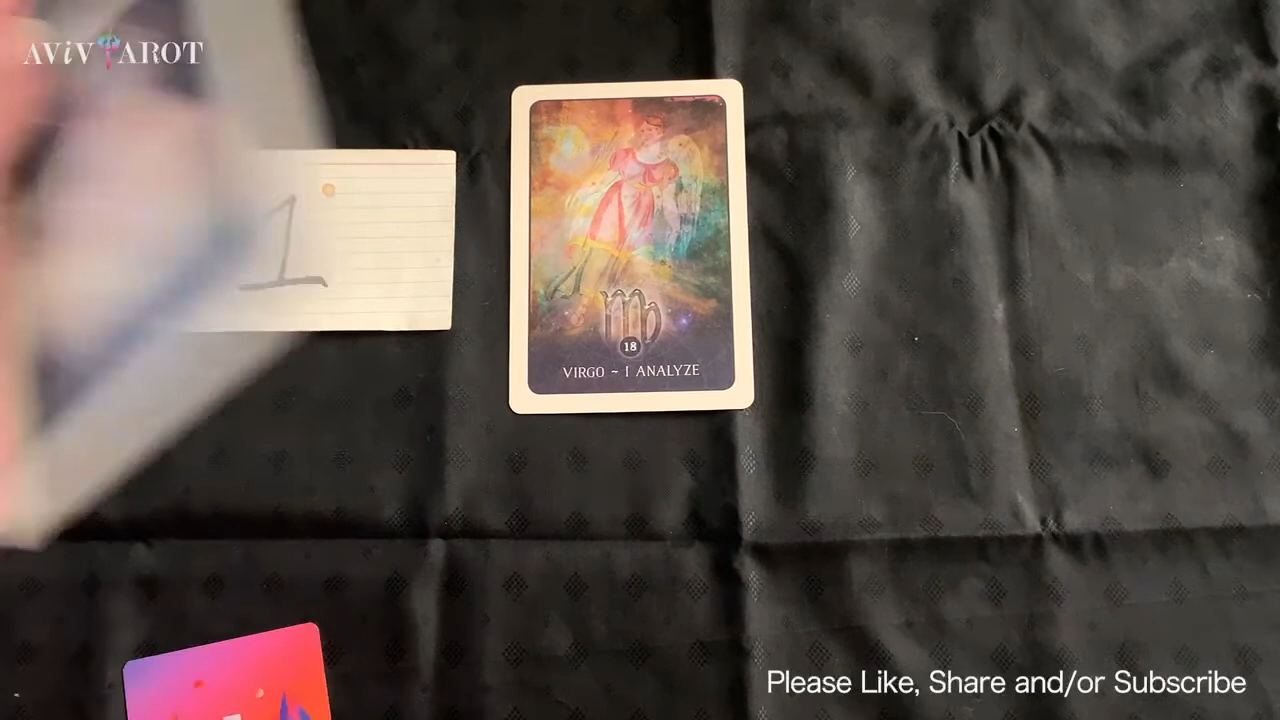 AViV TAROT
1
18
VIRGO ~ I ANALYZE
Please Like, Share and/or Subscribe